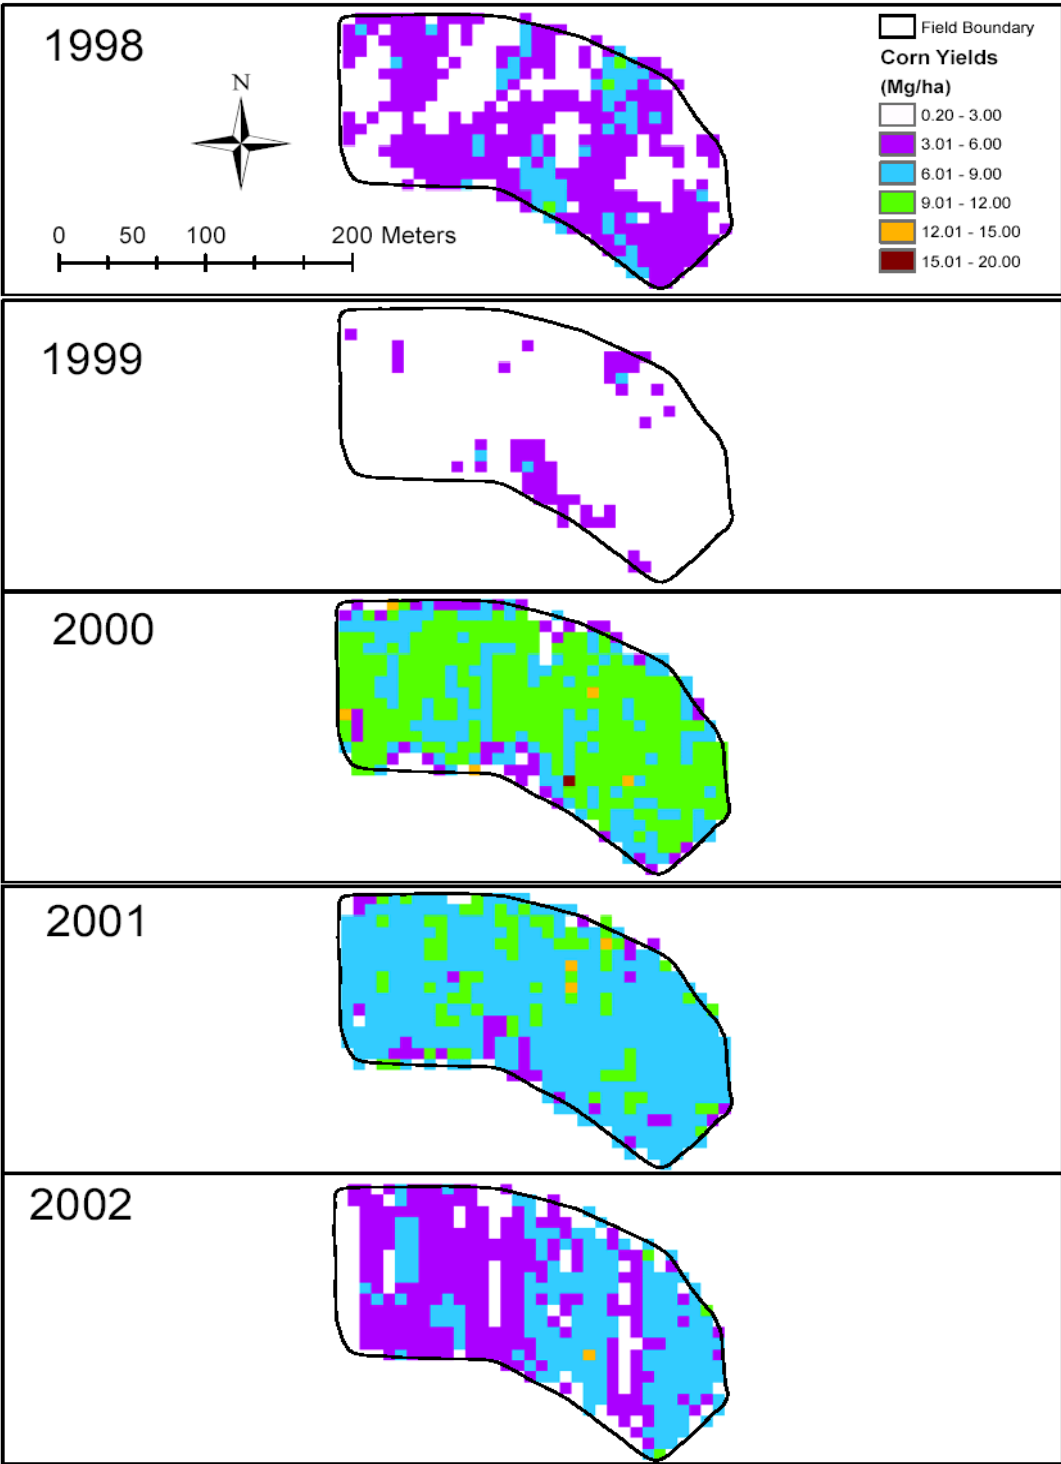 1998
N
0 50 100 200 Meters
Field Boundary
Corn Yields
(Mg/ha)
0.20 - 3.00
3.01 - 6.00
6.01 - 9.00
9.01 - 12.00
12.01 - 15.00
15.01 - 20.00
1999
2000
2001
2002